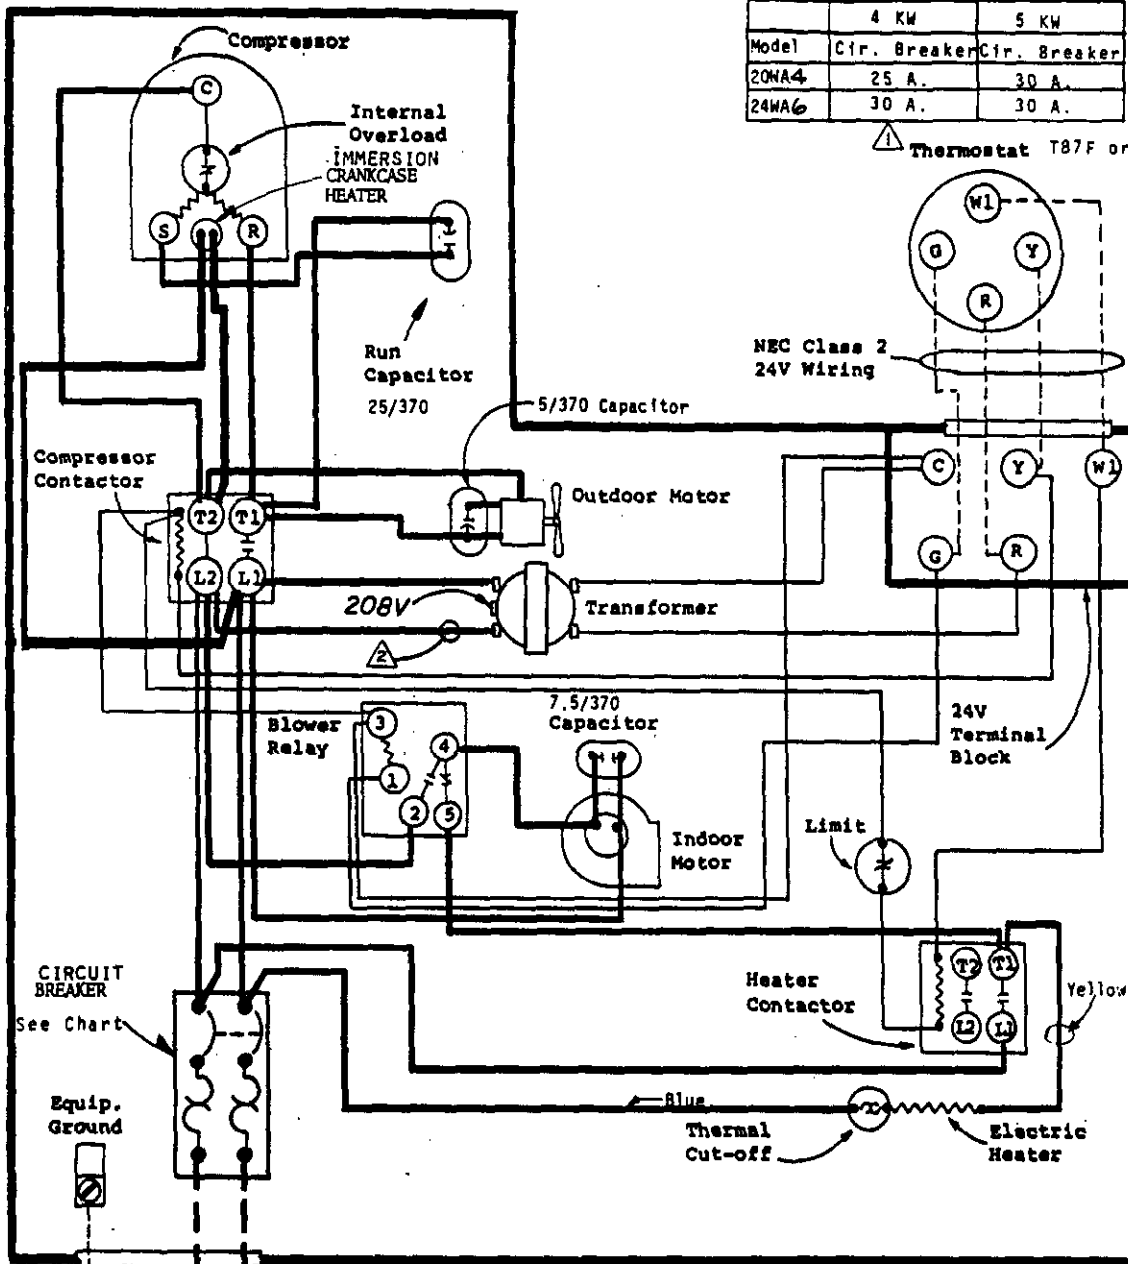 4 KW 5 KW
Model Cir. Breaker Cir. Breaker
20WA4 25 A. 30 A.
24WA6 30 A. 30 A.
Compressor
C
Internal
Overload
IMMERSION
CRANKCASE
HEATER
S R
1
Thermostat T87F or
W1
G Y
R
NEC Class 2
24V Wiring
Run
Capacitor
25/370
5/370 Capacitor
Compressor
Contactor
T2 T1
L2 L1
Outdoor Motor
C Y W1
G R
208V
Transformer
2
24V
Terminal
Block
Blower
Relay
3
4
1
2 5
7.5/370
Capacitor
Indoor
Motor
Limit
CIRCUIT
BREAKER
See Chart
Heater
Contactor
T2 T1
L2 L1
Yellow
Blue
Thermal
Cut-off
Electric
Heater
Equip.
Ground